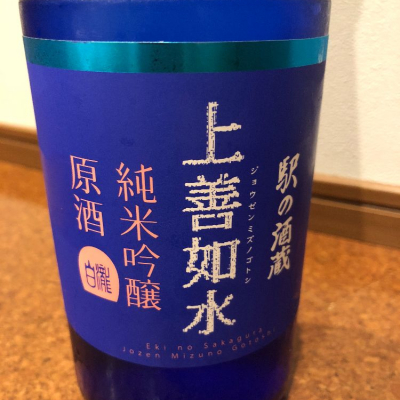 駅の酒蔵
上善如水
ジョウゼンミズノゴトシ
純米吟醸
原酒
白瀧
Eki no Sakagura
Jozen Mizuno Gotoshi